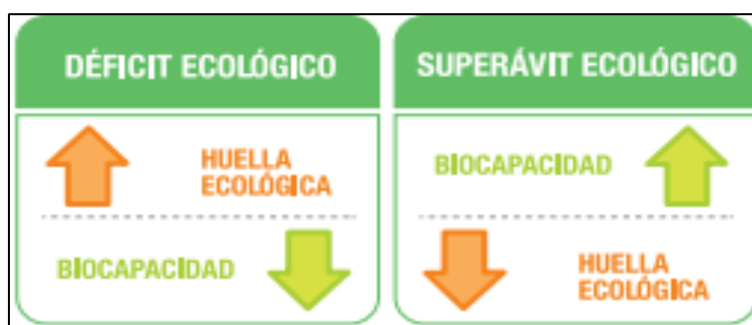 DÉFICIT ECOLÓGICO
HUELLA
ECOLÓGICA
BIOCAPACIDAD
SUPERÁVIT ECOLÓGICO
BIOCAPACIDAD
HUELLA
ECOLÓGICA